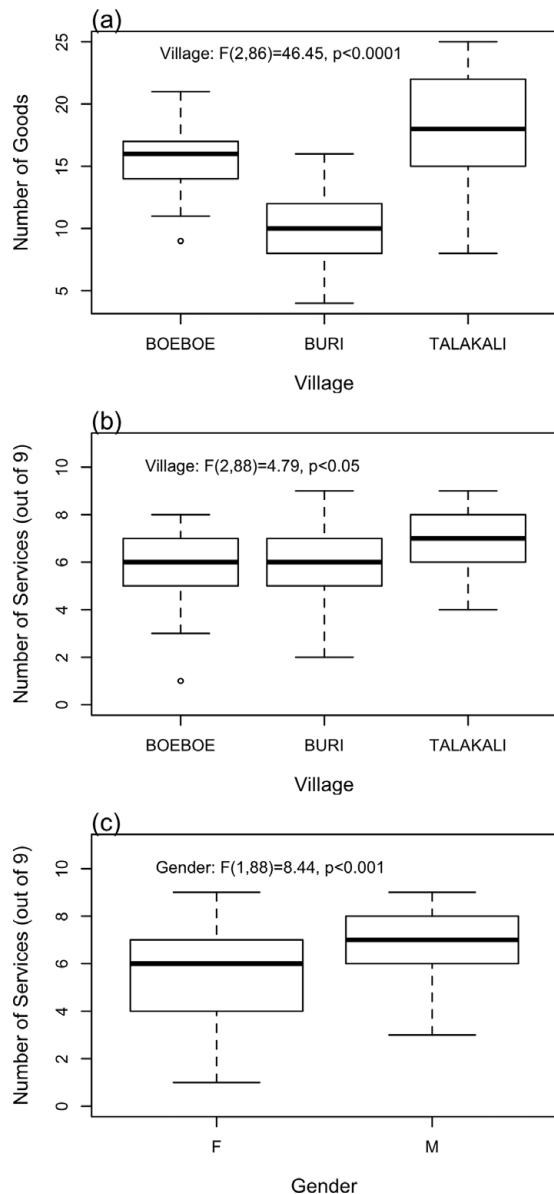 (a)
Village: F(2,86)=46.45, p<0.0001
Number of Goods
25
20
15
10
5
BOEBOE BURI TALAKALI
Village
(b)
Village: F(2,88)=4.79, p<0.05
Number of Services (out of 9)
10
8
6
4
2
0
BOEBOE BURI TALAKALI
Village
(c)
Gender: F(1,88)=8.44, p<0.001
Number of Services (out of 9)
10
8
6
4
2
0
F M
Gender